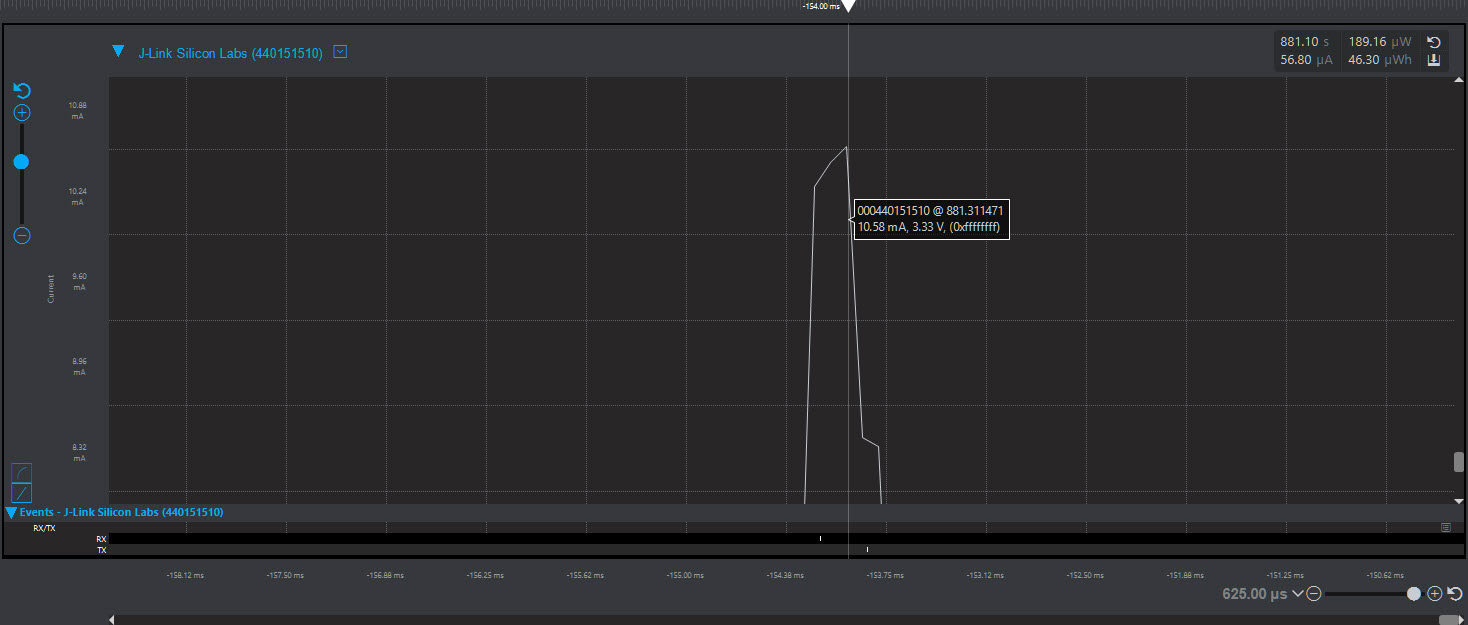 -154.00 ms
J-Link Silicon Labs (440151510)
881.10 s 189.16 µW
56.80 µA 46.30 µWh
10.88
mA
10.24
mA
000440151510 @ 881.311471
10.58 mA, 3.33 V, (0xffffffff)
9.60
mA
Current
8.96
mA
8.32
mA
Events - J-Link Silicon Labs (440151510)
RX/TX
RX
TX
-158.12 ms -157.50 ms -156.88 ms -156.25 ms -155.62 ms -155.00 ms -154.38 ms -153.75 ms -153.12 ms -152.50 ms -151.88 ms -151.25 ms -150.62 ms
625.00 µs